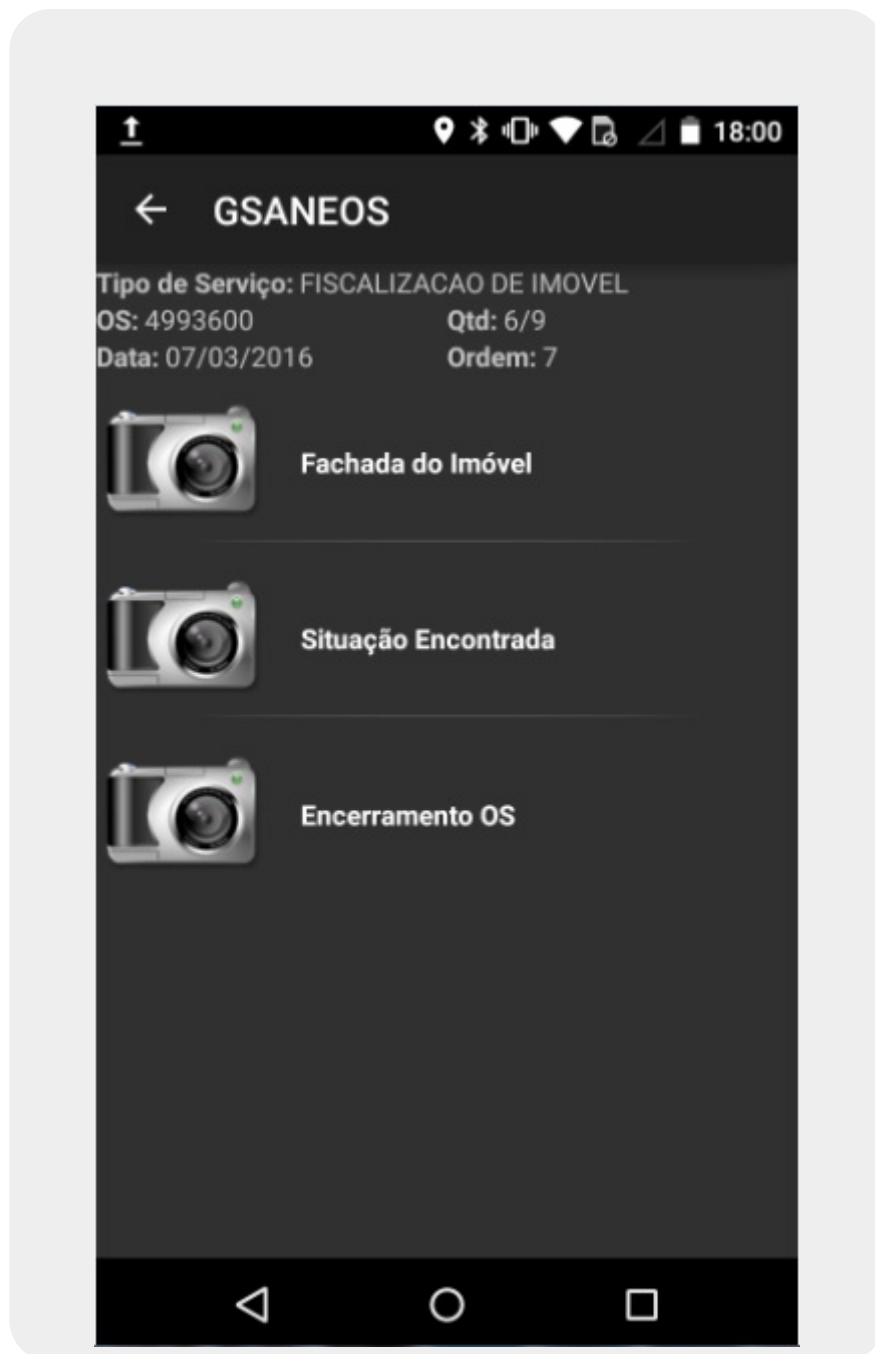 18:00
GSANEOS
Tipo de Serviço: FISCALIZACAO DE IMOVEL
OS: 4993600 Qtd: 6/9
Data: 07/03/2016 Ordem: 7
Fachada do Imóvel
Situação Encontrada
Encerramento OS